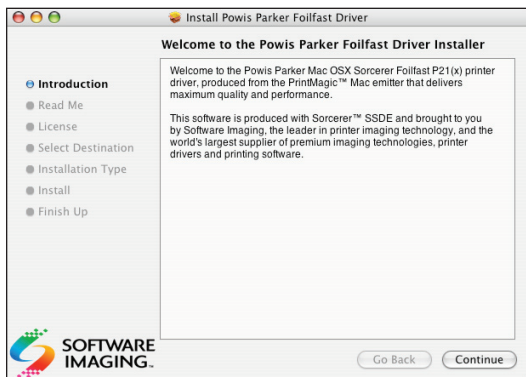 Install Powis Parker Foilfast Driver
Welcome to the Powis Parker Foilfast Driver Installer
Introduction
Read Me
License
Select Destination
Installation Type
Install
Finish Up
Welcome to the Powis Parker Mac OSX Sorcerer Foilfast P21(x) printer
driver, produced from the PrintMagic™ Mac emitter that delivers
maximum quality and performance.
This software is produced with Sorcerer™ SSDE and brought to you
by Software Imaging, the leader in printer imaging technology, and the
world's largest supplier of premium imaging technologies, printer
drivers and printing software.
SOFTWARE
IMAGING™
Go Back
Continue